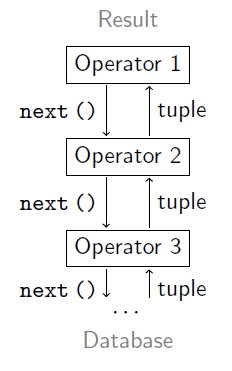 Result
Operator 1
next () tuple
Operator 2
next () tuple
Operator 3
next () tuple
...
Database